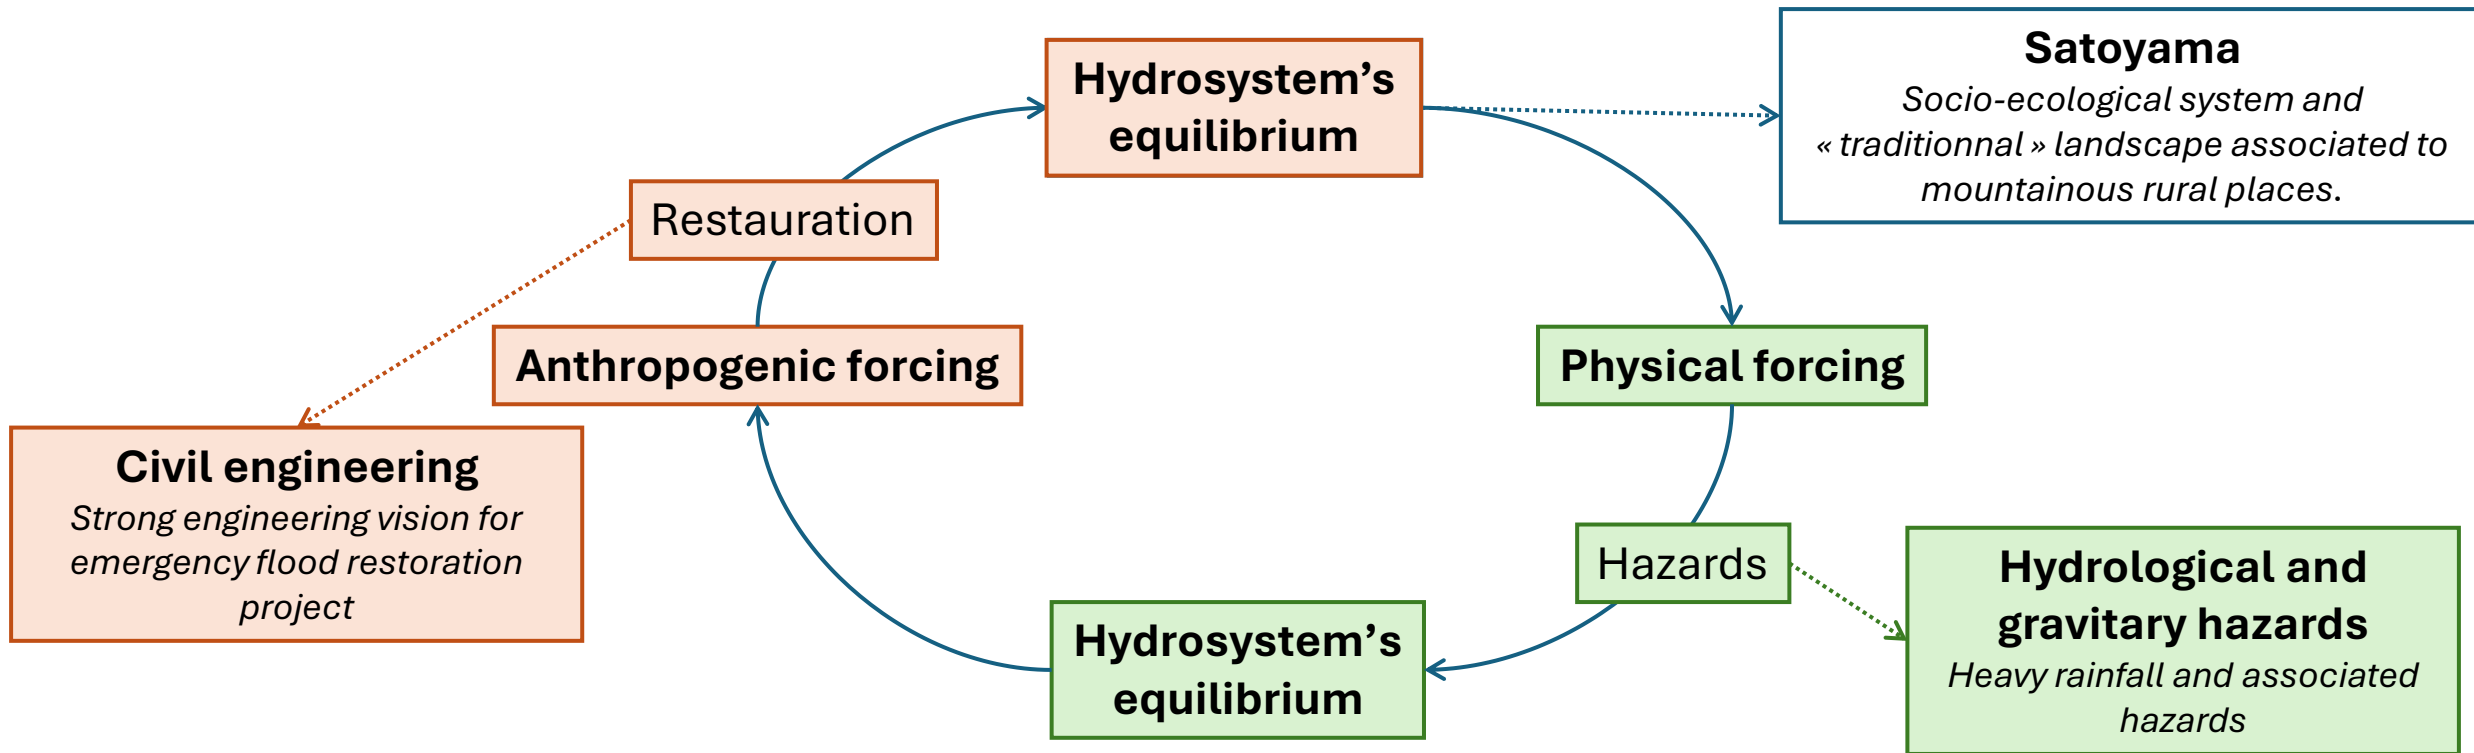 Hydrosystem’s
equilibrium
Satoyama
Socio-ecological system and
« traditionnal » landscape associated to
mountainous rural places.
Restauration
Anthropogenic forcing
Physical forcing
Civil engineering
Strong engineering vision for
emergency flood restoration
project
Hazards
Hydrological and
gravitary hazards
Heavy rainfall and associated
hazards
Hydrosystem’s
equilibrium